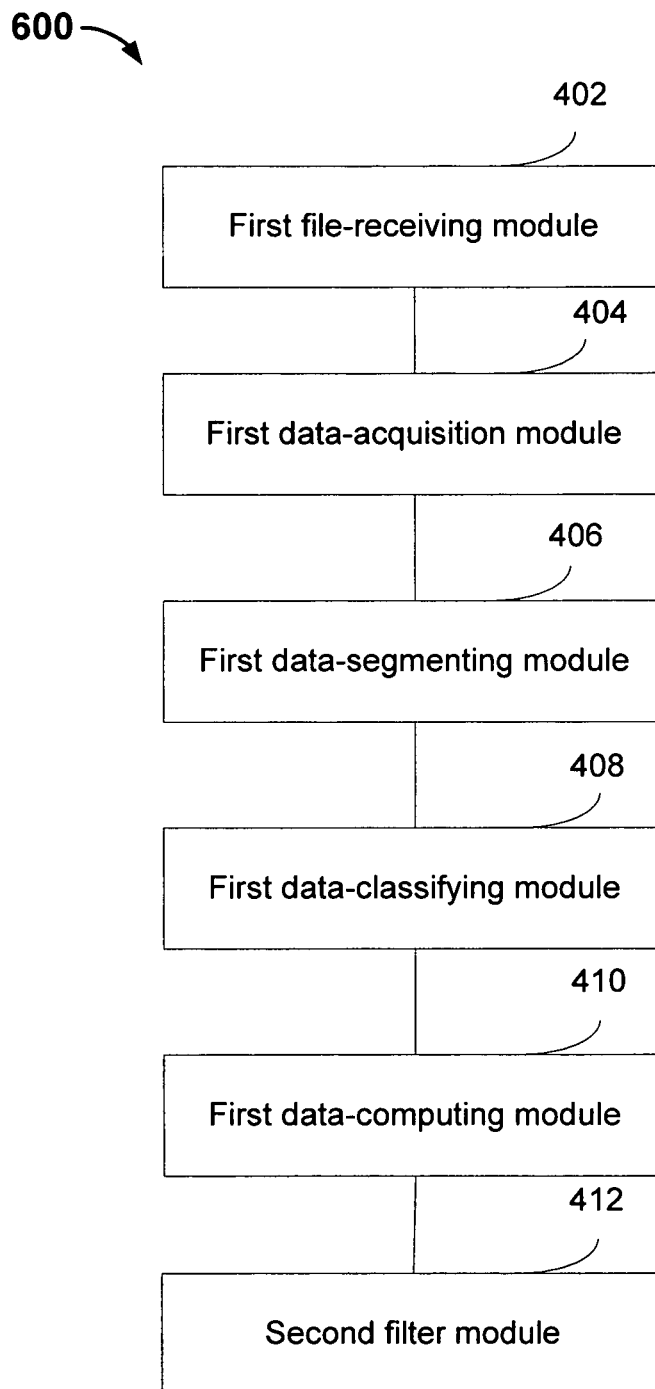 600
402
First file-receiving module
404
First data-acquisition module
406
First data-segmenting module
408
First data-classifying module
410
First data-computing module
412
Second filter module